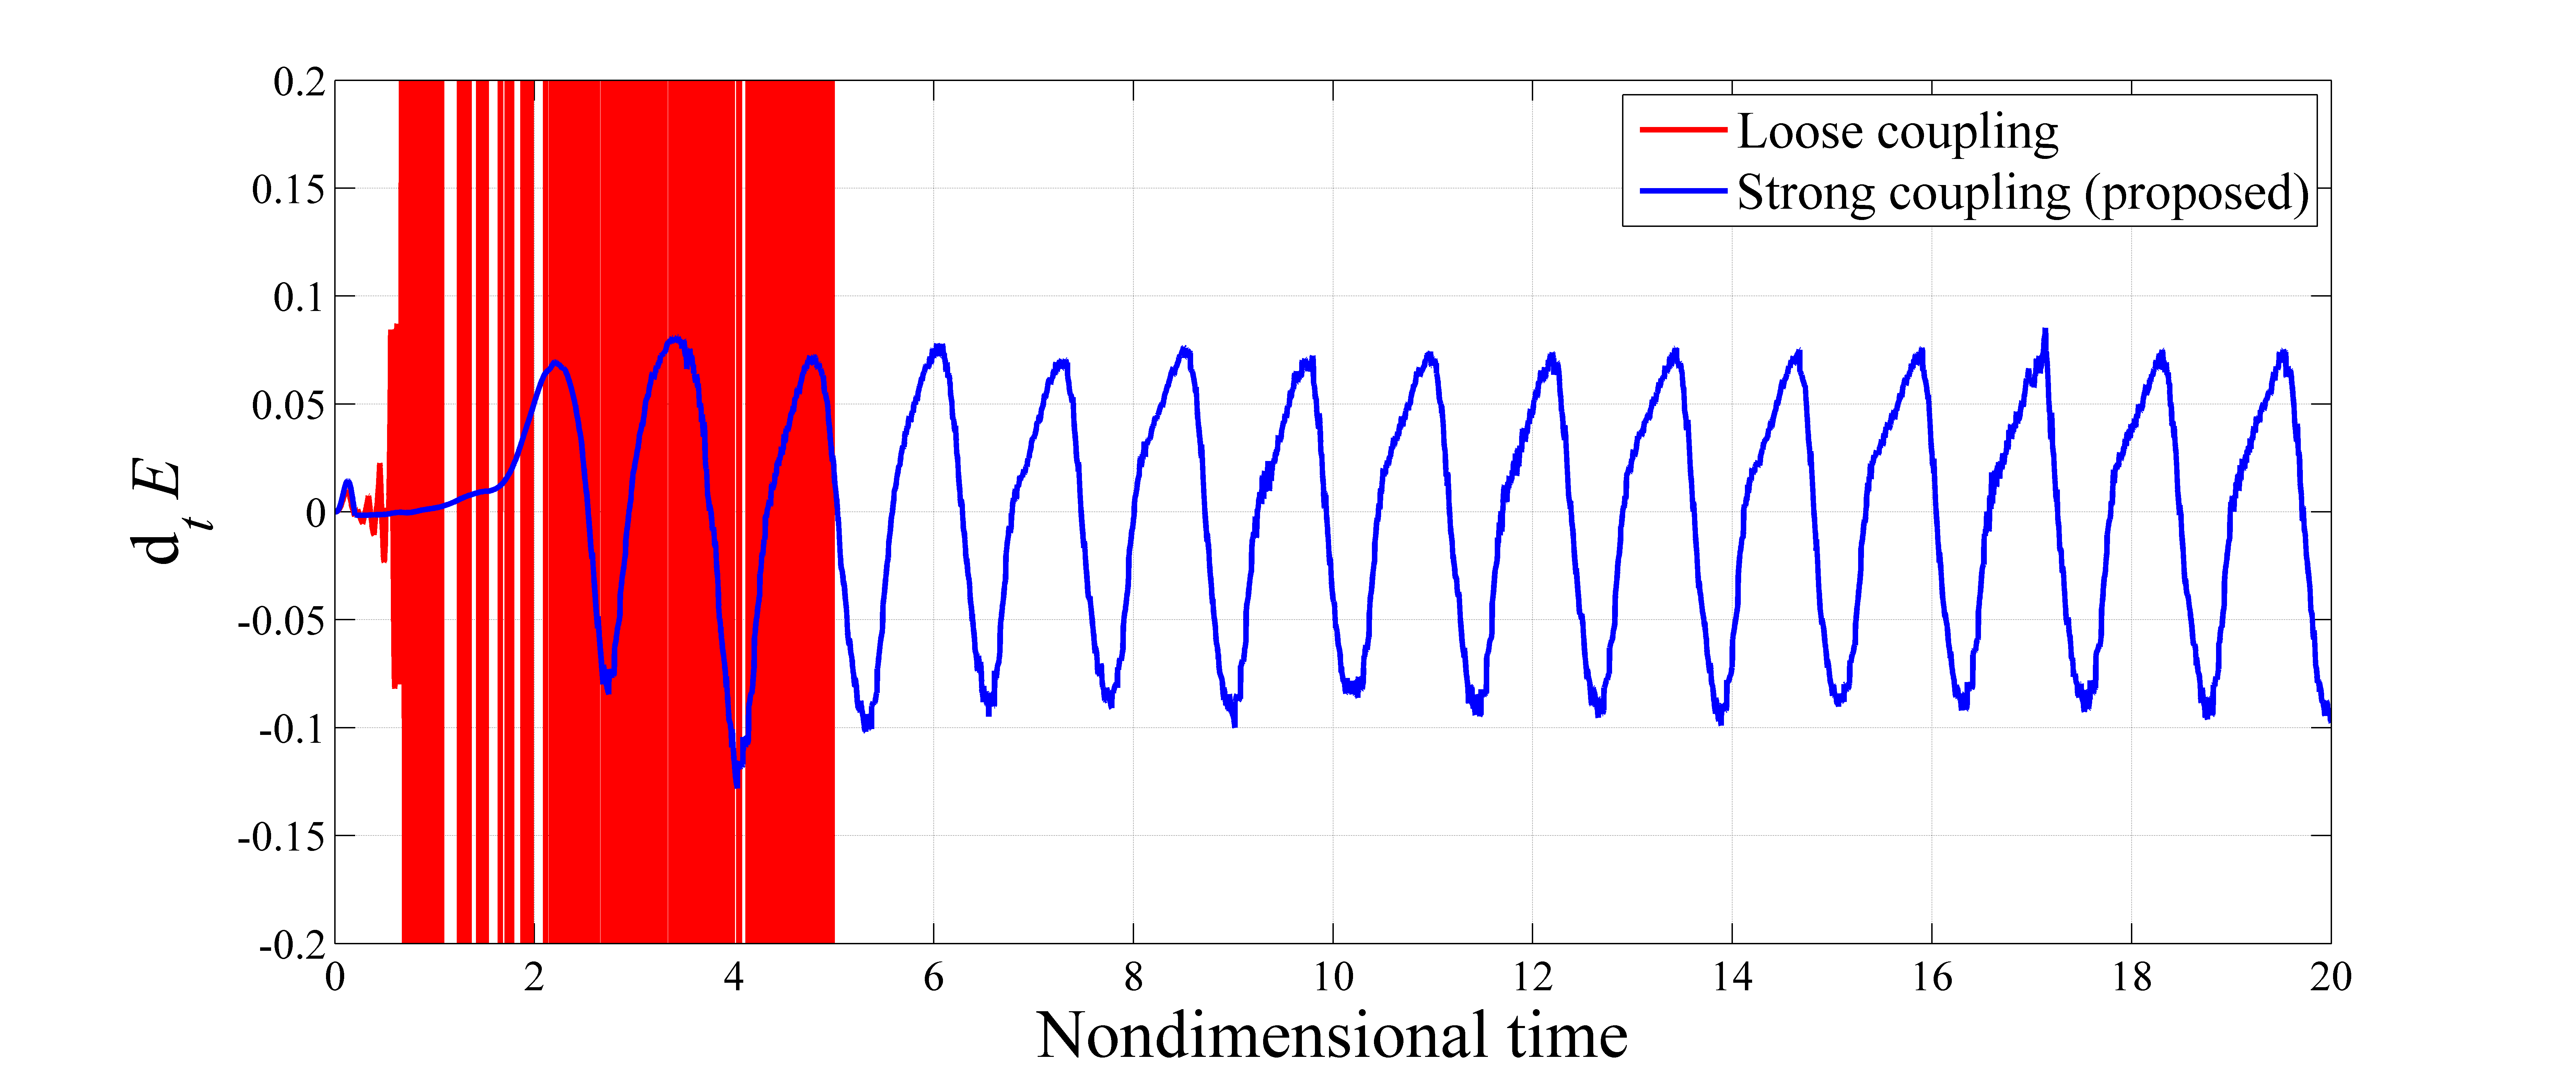 0.2
0.15
0.1
0.05
0
-0.05
-0.1
-0.15
-0.2
d_t E
Loose coupling
Strong coupling (proposed)
0 2 4 6 8 10 12 14 16 18 20
Nondimensional time